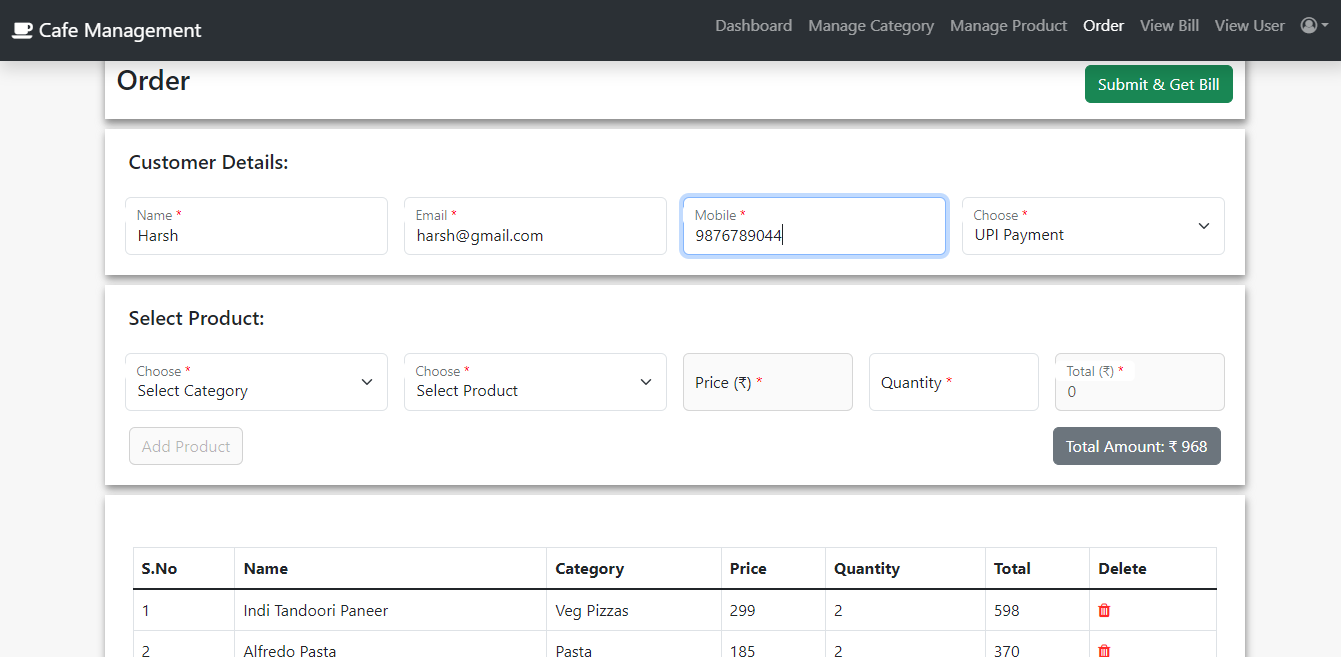 Cafe Management Dashboard Manage Category Manage Product Order View Bill View User
Order Submit & Get Bill
Customer Details:
Name * Email * Mobile * Choose *
Harsh harsh@gmail.com 9876789044 UPI Payment
Select Product:
Choose * Choose * Price (₹) * Quantity * Total (₹) *
Select Category Select Product 0
Add Product Total Amount: ₹ 968
S.No Name Category Price Quantity Total Delete
1 Indi Tandoori Paneer Veg Pizzas 299 2 598
2 Alfredo Pasta Pasta 185 2 370